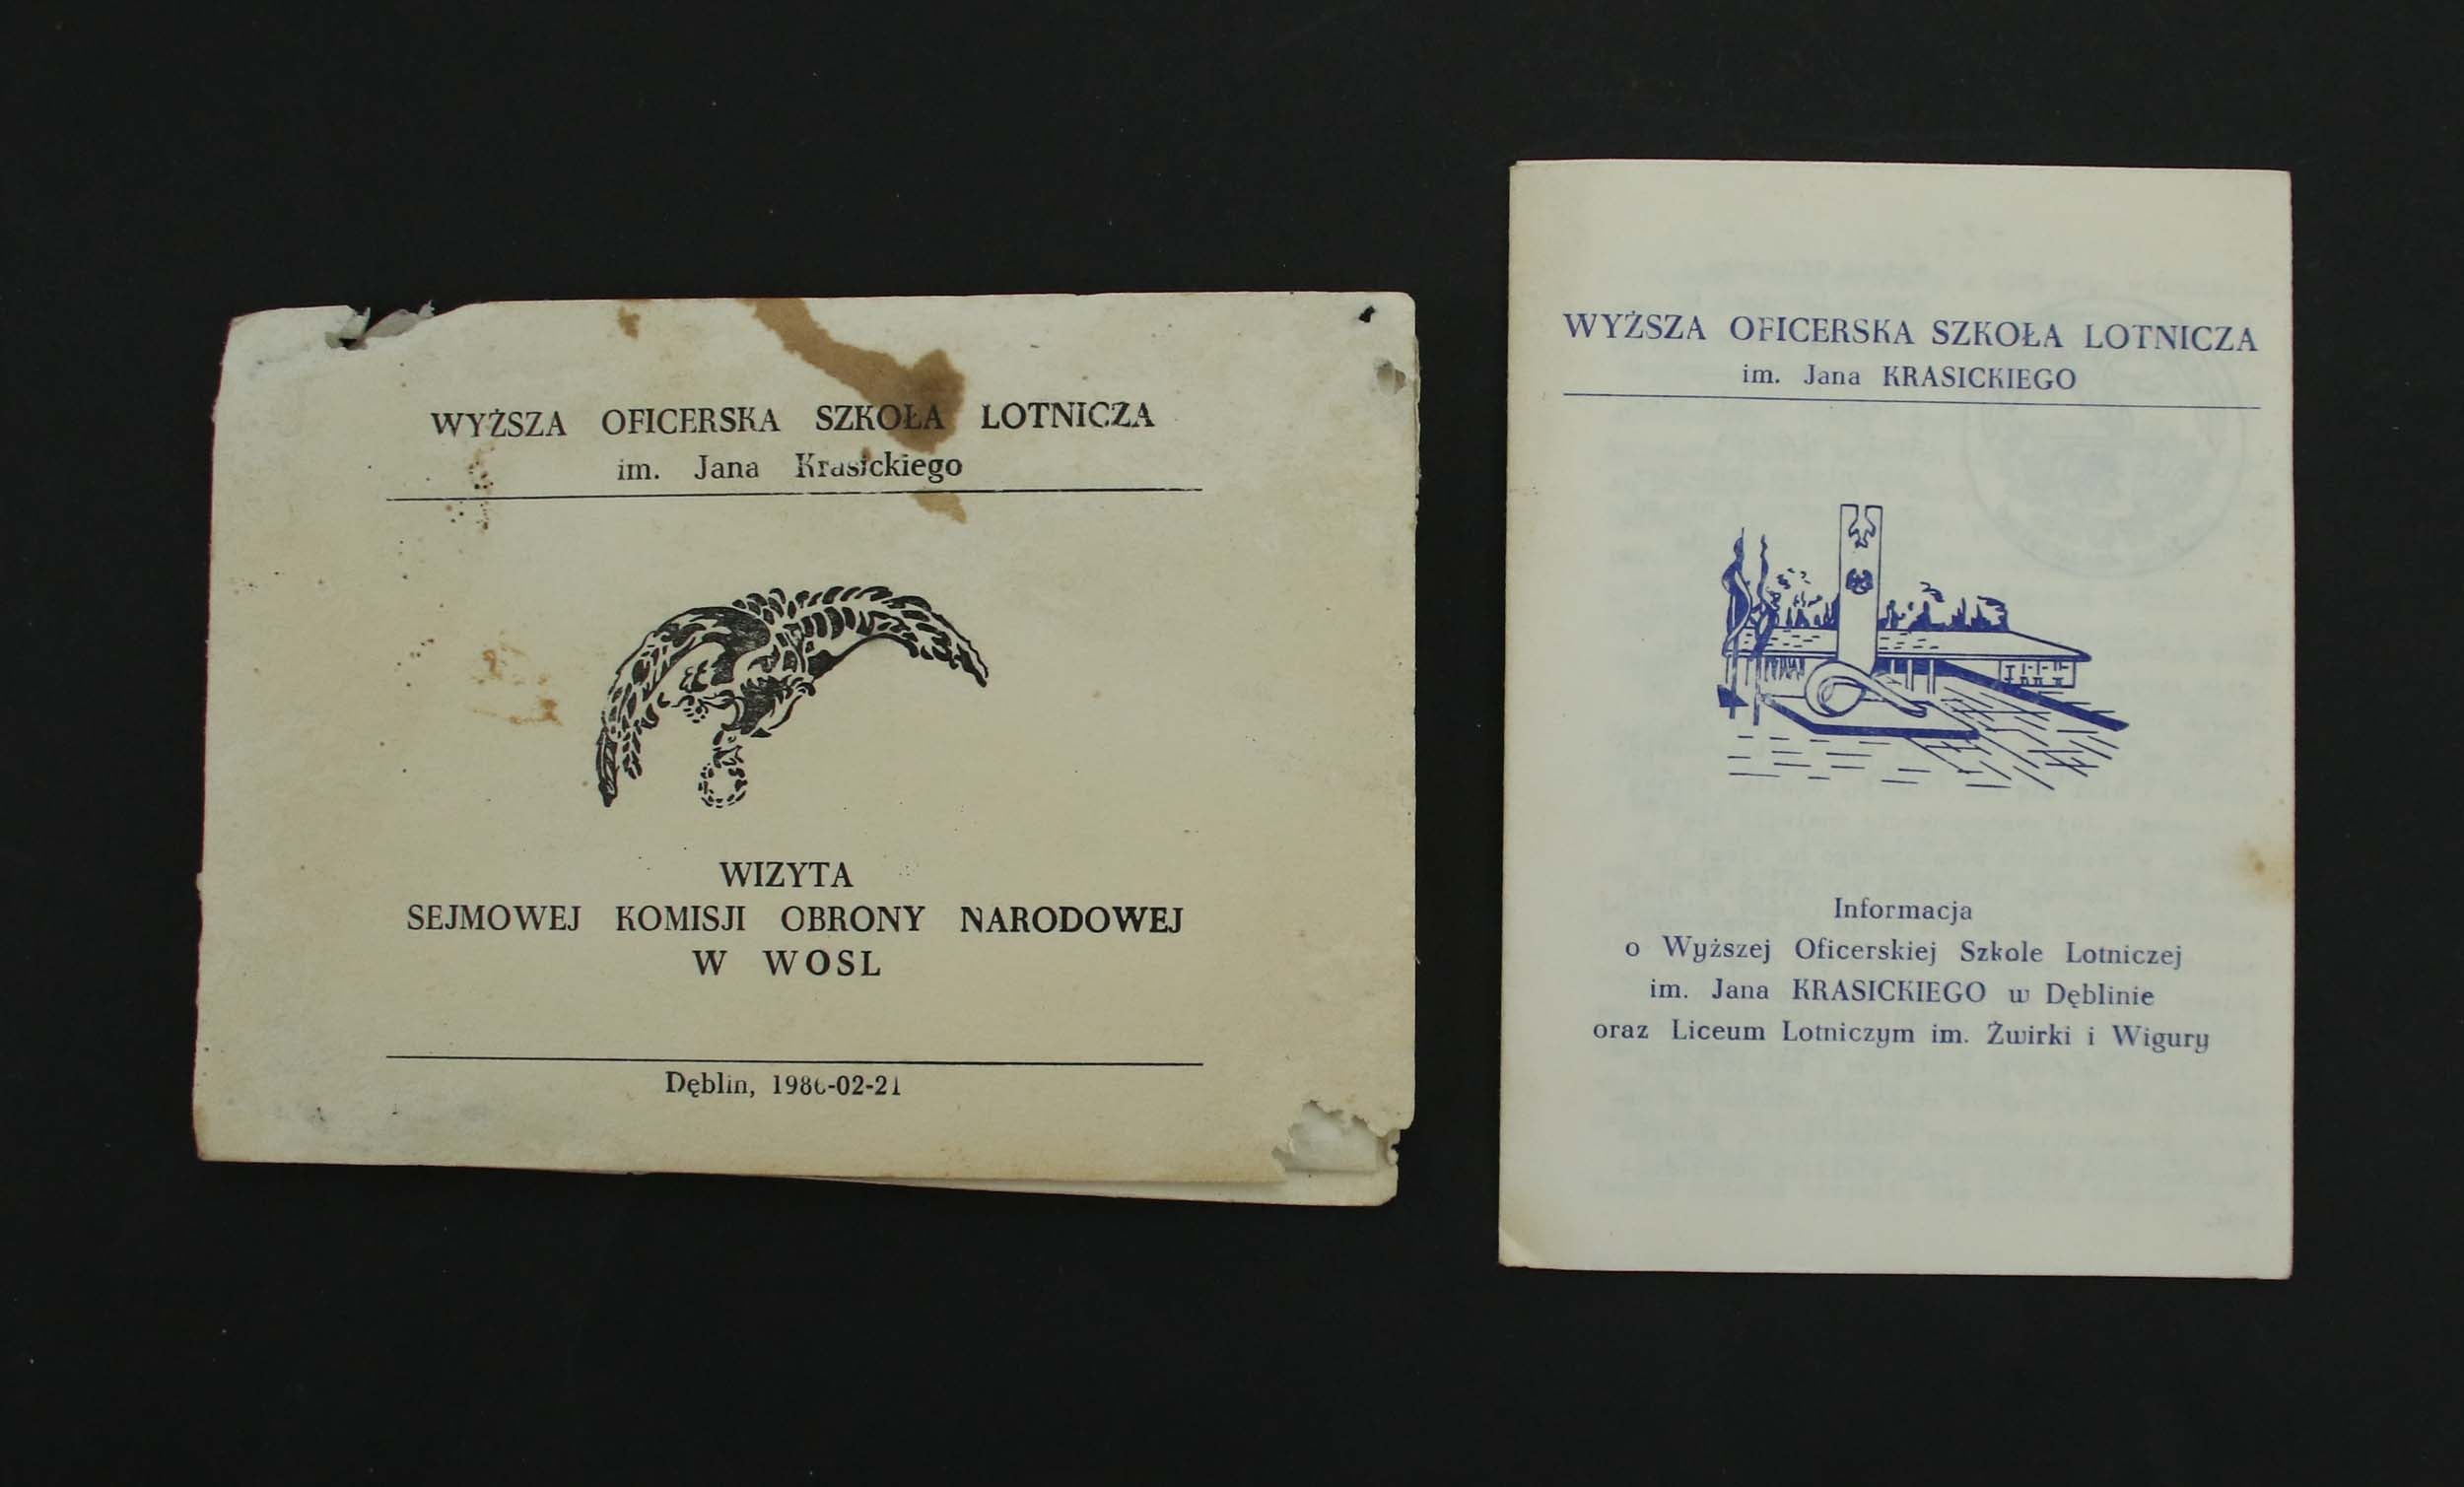 WYŻSZA OFICERSKA SZKOŁA LOTNICZA
im. Jana Krasickiego
WIZYTA
SEJMOWEJ KOMISJI OBRONY NARODOWEJ
W WOSL
Dęblin, 1986-02-21
WYŻSZA OFICERSKA SZKOŁA LOTNICZA
im. Jana KRASICKIEGO
Informacja
o Wyższej Oficerskiej Szkole Lotniczej
im. Jana KRASICKIEGO w Dęblinie
oraz Liceum Lotniczym im. Żwirki i Wigury